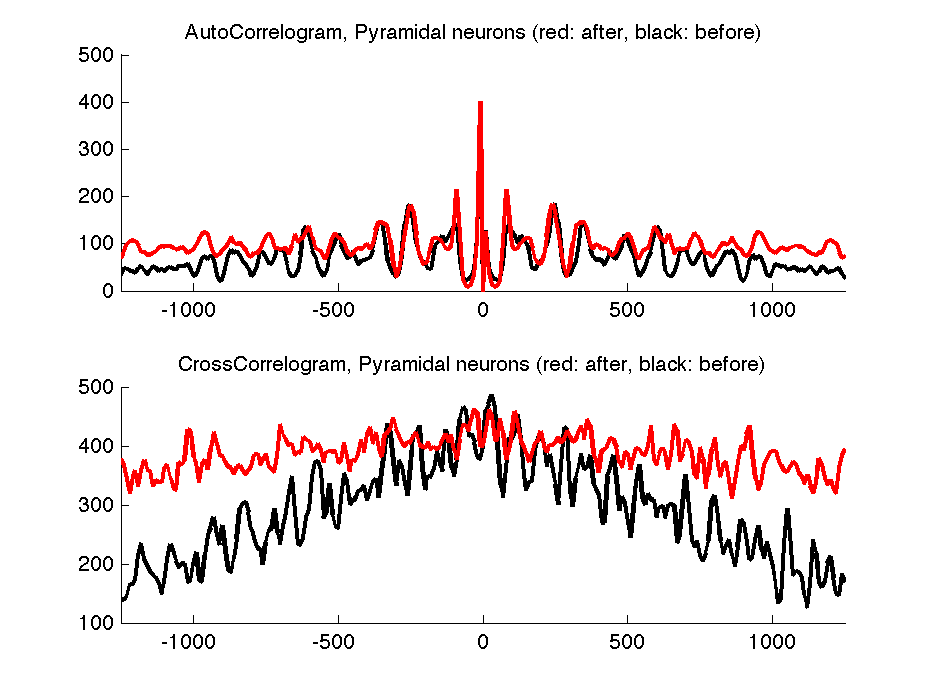 AutoCorrelogram, Pyramidal neurons (red: after, black: before)
500
400
300
200
100
0
-1000 -500 0 500 1000
CrossCorrelogram, Pyramidal neurons (red: after, black: before)
500
400
300
200
100
-1000 -500 0 500 1000